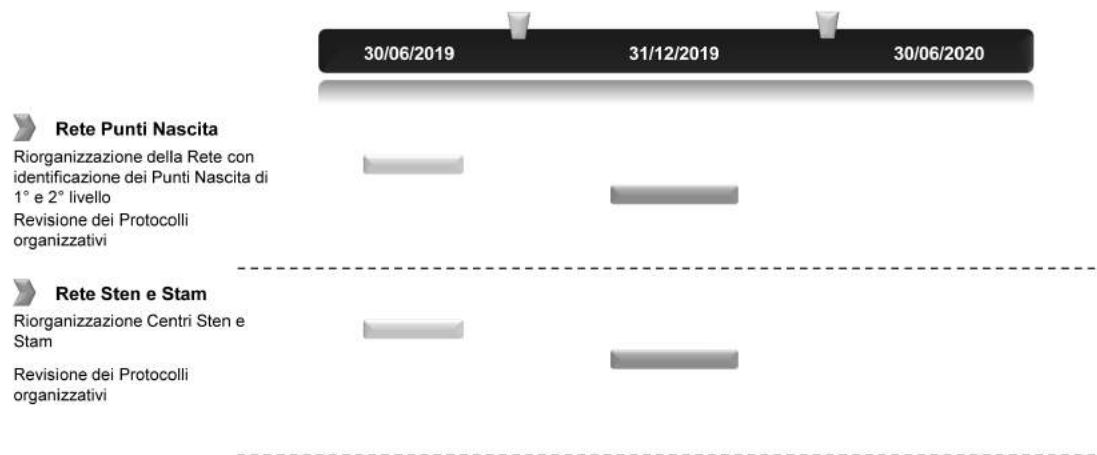 30/06/2019 31/12/2019 30/06/2020
Rete Punti Nascita
Riorganizzazione della Rete con
identificazione dei Punti Nascita di
1° e 2° livello
Revisione dei Protocolli
organizzativi
Rete Sten e Stam
Riorganizzazione Centri Sten e
Stam
Revisione dei Protocolli
organizzativi